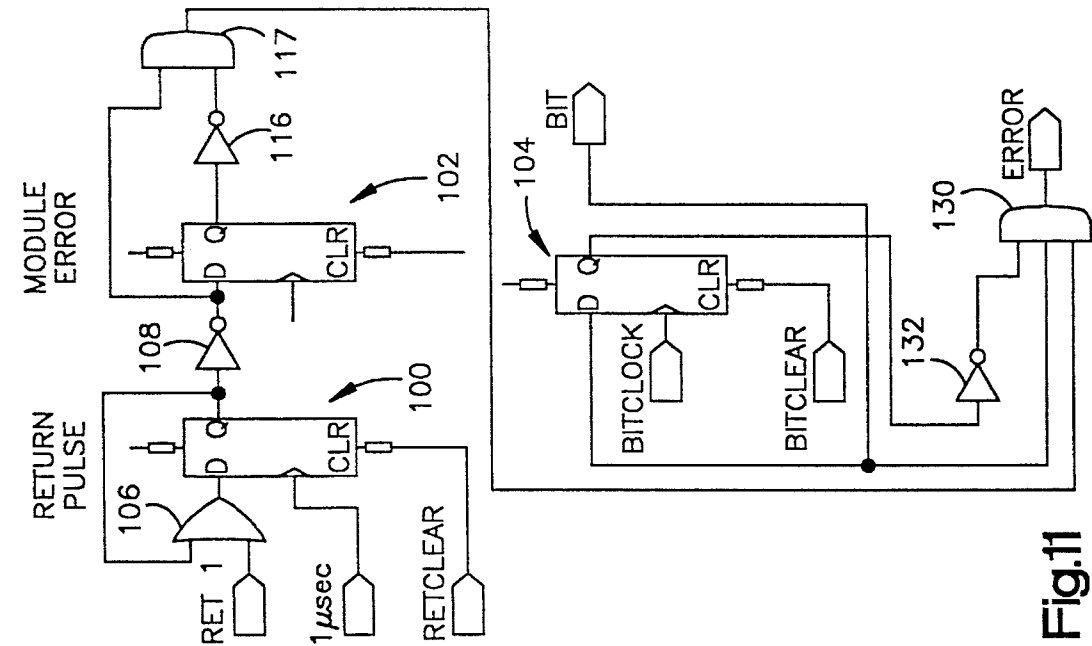 RETURN
PULSE
MODULE
ERROR
106
108
116
117
D
Q
CLR
100
D
Q
CLR
102
RET 1
1μsec
RETCLEAR
104
D
Q
CLR
BIT
BITCLOCK
BITCLEAR
132
130
ERROR
Fig.11